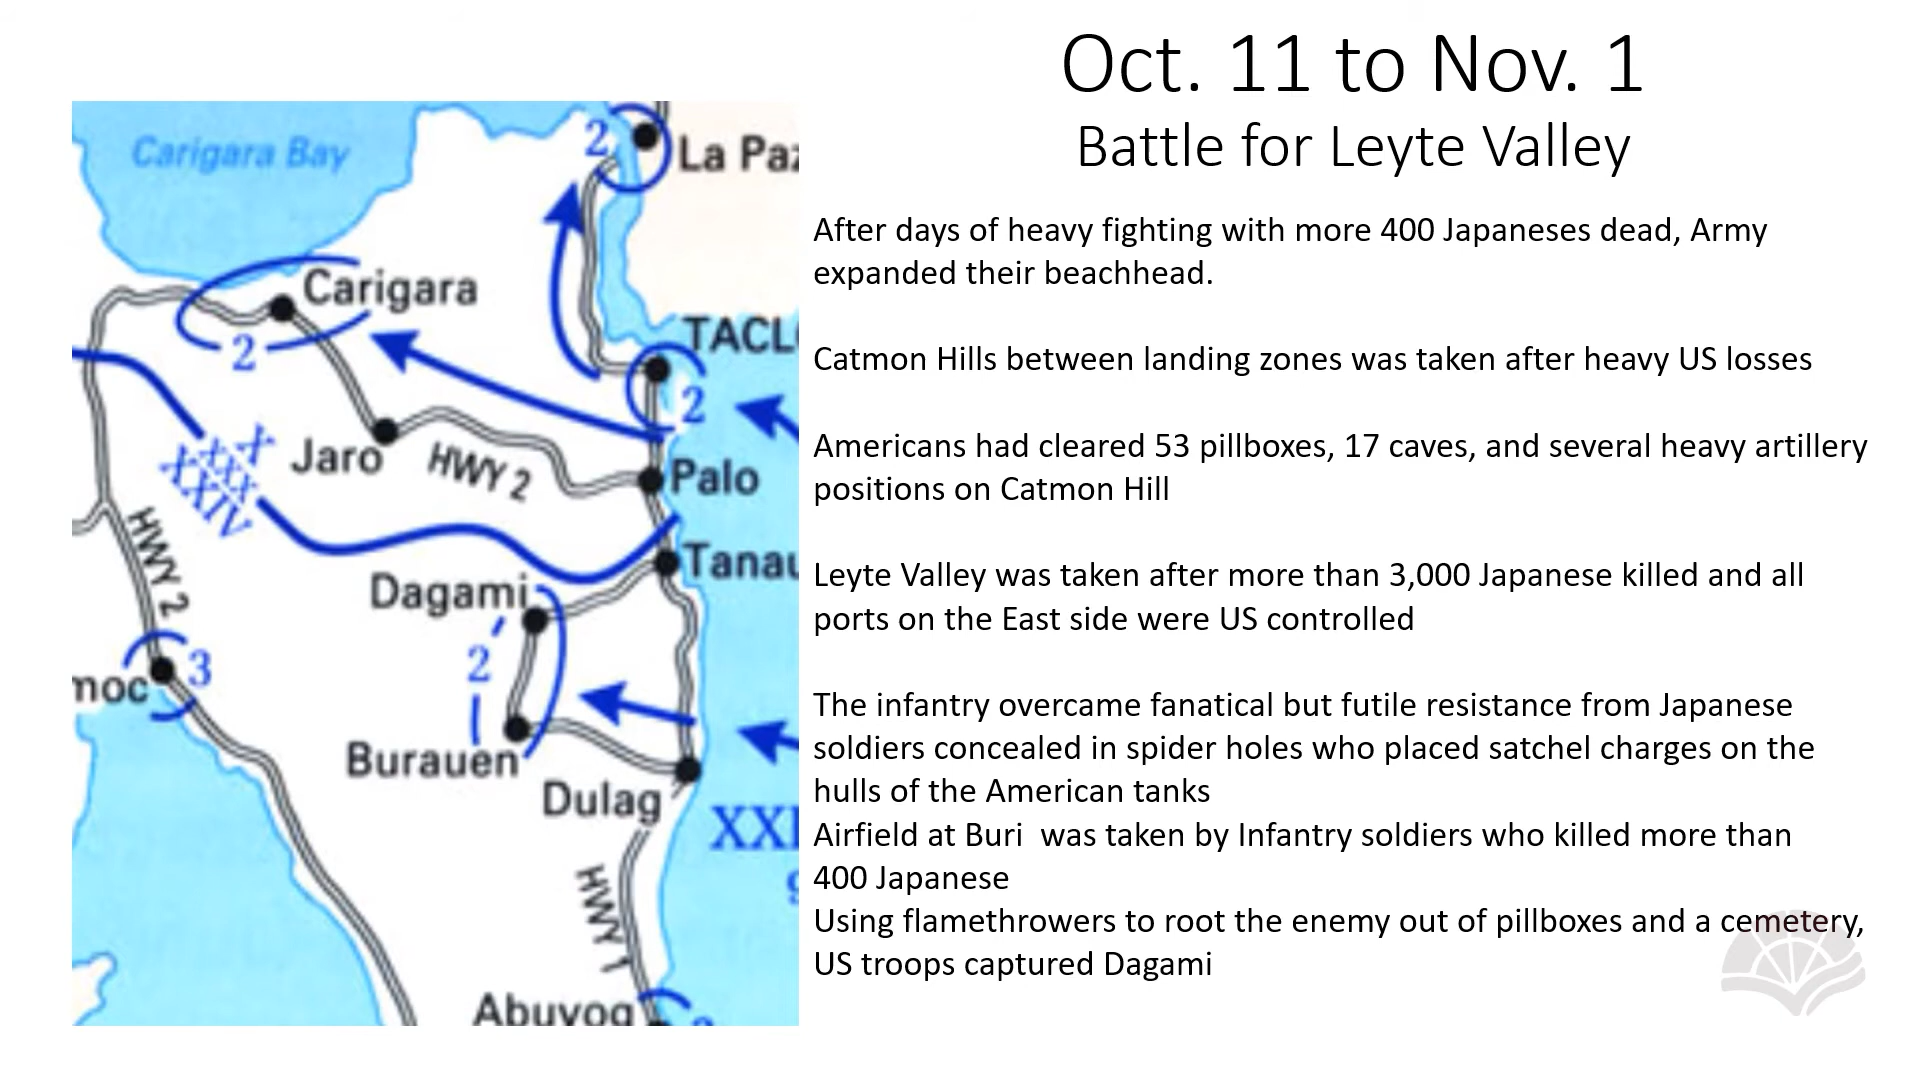 Oct. 11 to Nov. 1
Battle for Leyte Valley
Carigara Bay
2
La Paz
Carigara
2
TACL
2
Jaro
HWY 2
Palo
X
XXX
XXIV
HWY 2
Tanau
Dagami
2
3
moc
Burauen
Dulag
XXI
HWY 1
Abuyog
After days of heavy fighting with more 400 Japaneses dead, Army
expanded their beachhead.
Catmon Hills between landing zones was taken after heavy US losses
Americans had cleared 53 pillboxes, 17 caves, and several heavy artillery
positions on Catmon Hill
Leyte Valley was taken after more than 3,000 Japanese killed and all
ports on the East side were US controlled
The infantry overcame fanatical but futile resistance from Japanese
soldiers concealed in spider holes who placed satchel charges on the
hulls of the American tanks
Airfield at Buri  was taken by Infantry soldiers who killed more than
400 Japanese
Using flamethrowers to root the enemy out of pillboxes and a cemetery,
US troops captured Dagami